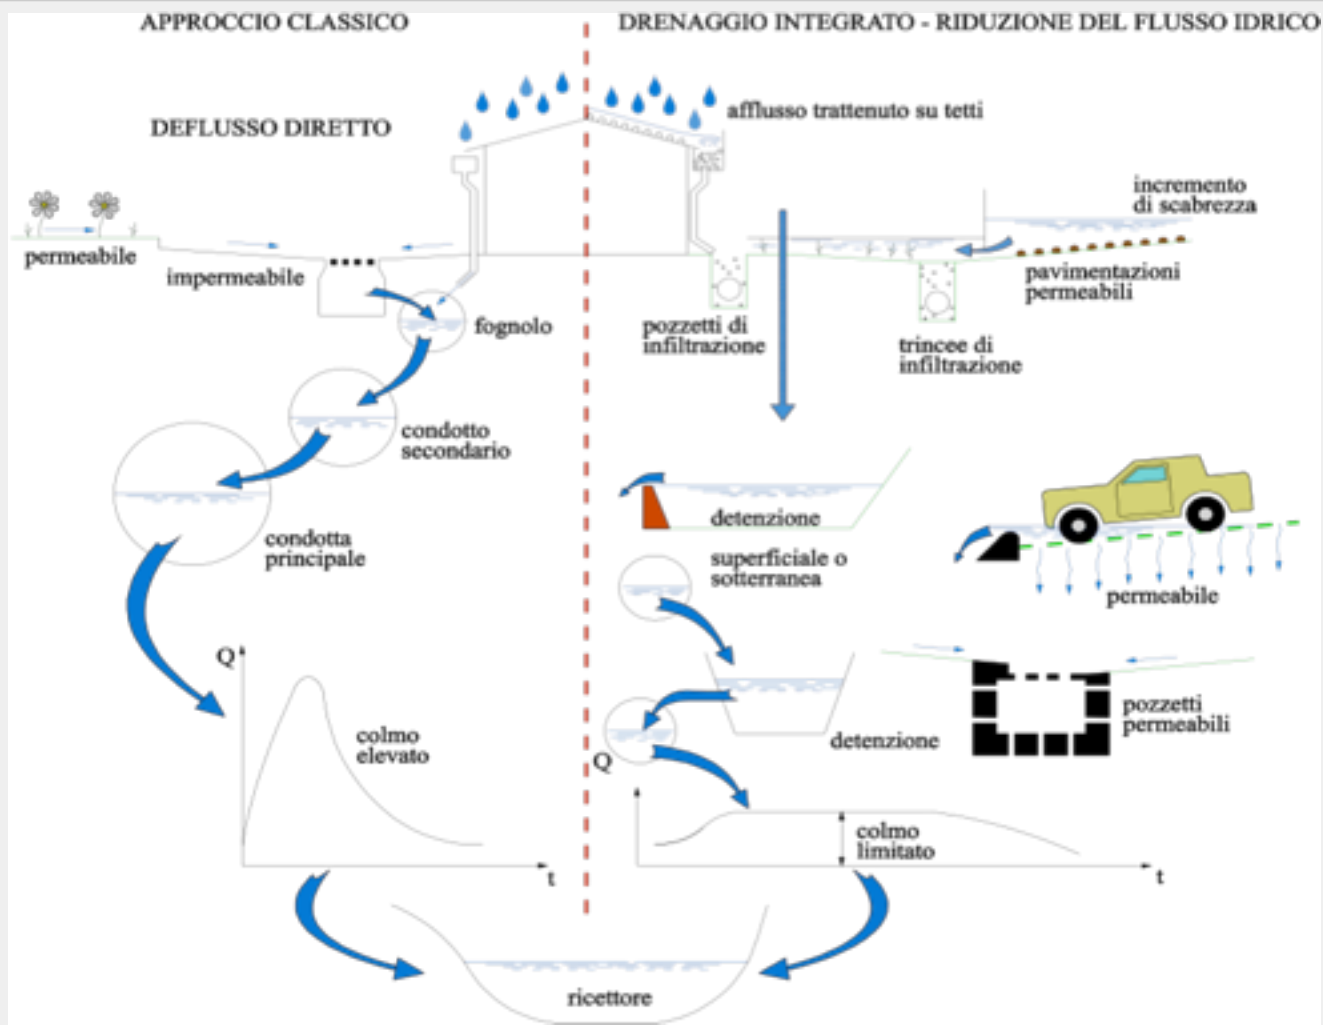 APPROCCIO CLASSICO
DRENAGGIO INTEGRATO - RIDUZIONE DEL FLUSSO IDRICO
DEFLUSSO DIRETTO
afflusso trattenuto su tetti
incremento
di scabrezza
permeabile
impermeabile
fognolo
pozzetti di
infiltrazione
trincee di
infiltrazione
pavimentazioni
permeabili
condotto
secondario
condotta
principale
detenzione
superficiale o
sotterranea
permeabile
pozzetti
permeabili
detenzione
Q
colmo
elevato
t
Q
colmo
limitato
t
ricettore